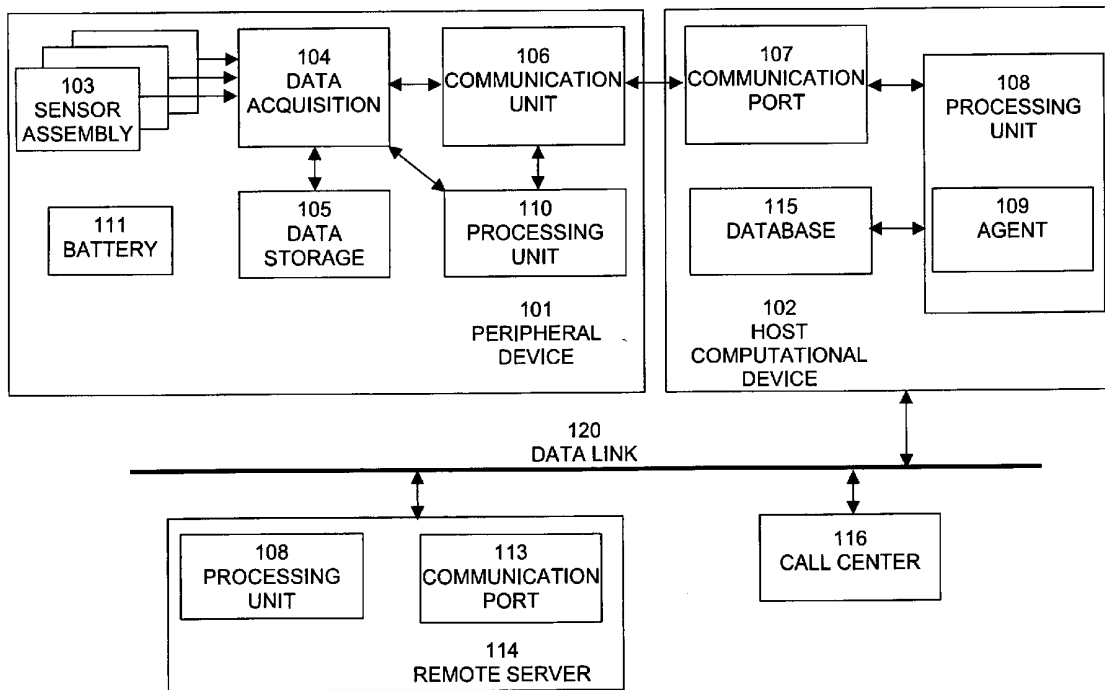 103
SENSOR
ASSEMBLY
104
DATA
ACQUISITION
106
COMMUNICATION
UNIT
107
COMMUNICATION
PORT
108
PROCESSING
UNIT
111
BATTERY
105
DATA
STORAGE
110
PROCESSING
UNIT
115
DATABASE
109
AGENT
101
PERIPHERAL
DEVICE
102
HOST
COMPUTATIONAL
DEVICE
120
DATA LINK
108
PROCESSING
UNIT
113
COMMUNICATION
PORT
116
CALL CENTER
114
REMOTE SERVER